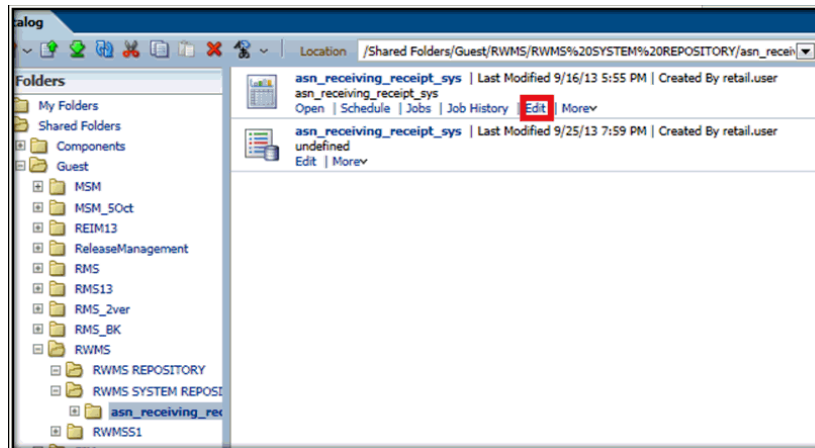 alog
Location /Shared Folders/Guest/RWMS/RWMS%20SYSTEM%20REPOSITORY/asn_recei
Folders
My Folders
Shared Folders
Components
Guest
MSM
MSM_5Oct
REIM13
ReleaseManagement
RMS
RMS13
RMS_2ver
RMS_BK
RWMS
RWMS REPOSITORY
RWMS SYSTEM REPOSI
asn_receiving_rec
RWMSS1
asn_receiving_receipt_sys | Last Modified 9/16/13 5:55 PM | Created By retail.user
asn_receiving_receipt_sys
Open | Schedule | Jobs | Job History | Edit | More
asn_receiving_receipt_sys | Last Modified 9/25/13 7:59 PM | Created By retail.user
undefined
Edit | More